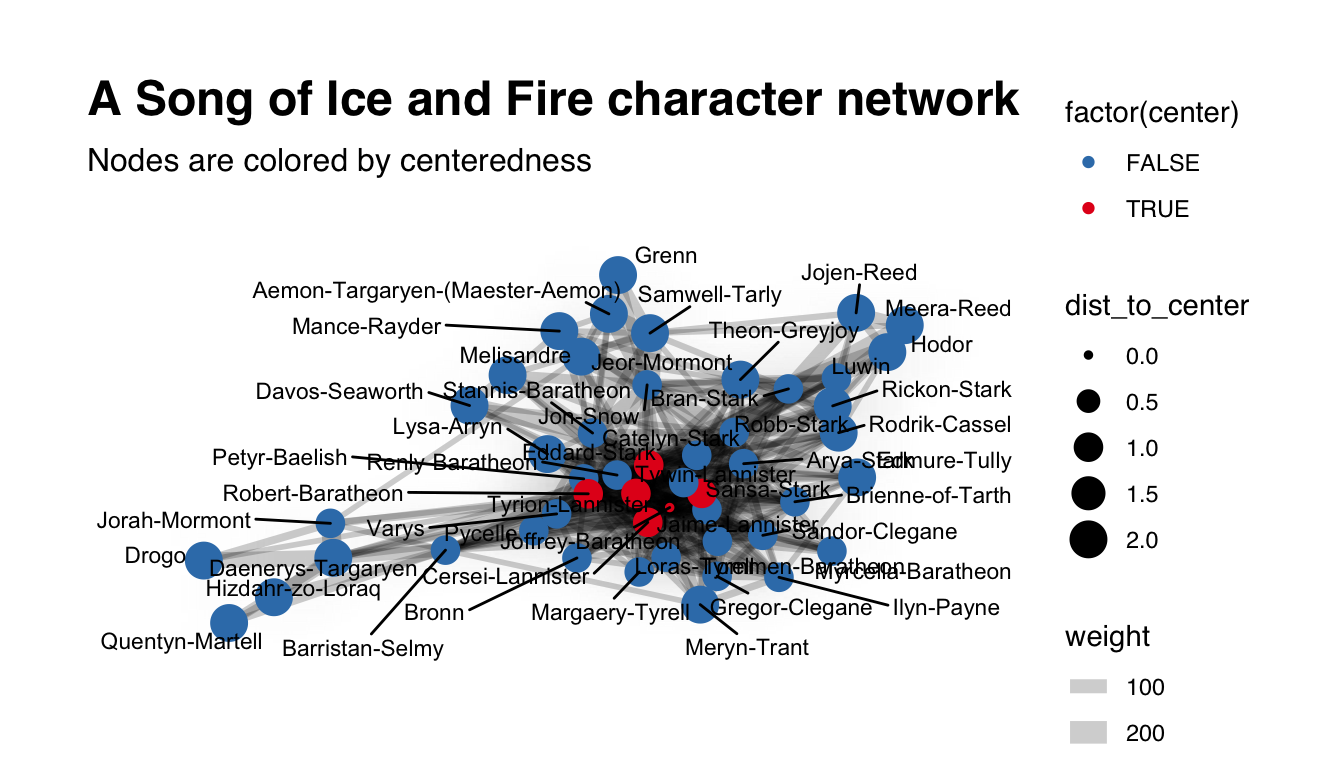 A Song of Ice and Fire character network
Nodes are colored by centeredness
factor(center)
FALSE
TRUE
dist_to_center
0.0
0.5
1.0
1.5
2.0
weight
100
200
Grenn
Jojen-Reed
Aemon-Targaryen-(Maester-Aemon)
Samwell-Tarly
Meera-Reed
Mance-Rayder
Theon-Greyjoy
Hodor
Melisandre
Jeor-Mormont
Luwin
Davos-Seaworth
Stannis-Baratheon
Bran-Stark
Rickon-Stark
Jon-Snow
Lysa-Arryn
Robb-Stark
Rodrik-Cassel
Catelyn-Stark
Eddard-Stark
Petyr-Baelish
Renly-Baratheon
Arya-Stark
Edmure-Tully
Tywin-Lannister
Robert-Baratheon
Sansa-Stark
Brienne-of-Tarth
Tyrion-Lannister
Jorah-Mormont
Varys
Pycelle
Jaime-Lannister
Sandor-Clegane
Joffrey-Baratheon
Drogo
Daenerys-Targaryen
Cersei-Lannister
Loras-Tyrell
Tommen-Baratheon
Myrcella-Baratheon
Hizdahr-zo-Loraq
Bronn
Margaery-Tyrell
Gregor-Clegane
Ilyn-Payne
Quentyn-Martell
Barristan-Selmy
Meryn-Trant